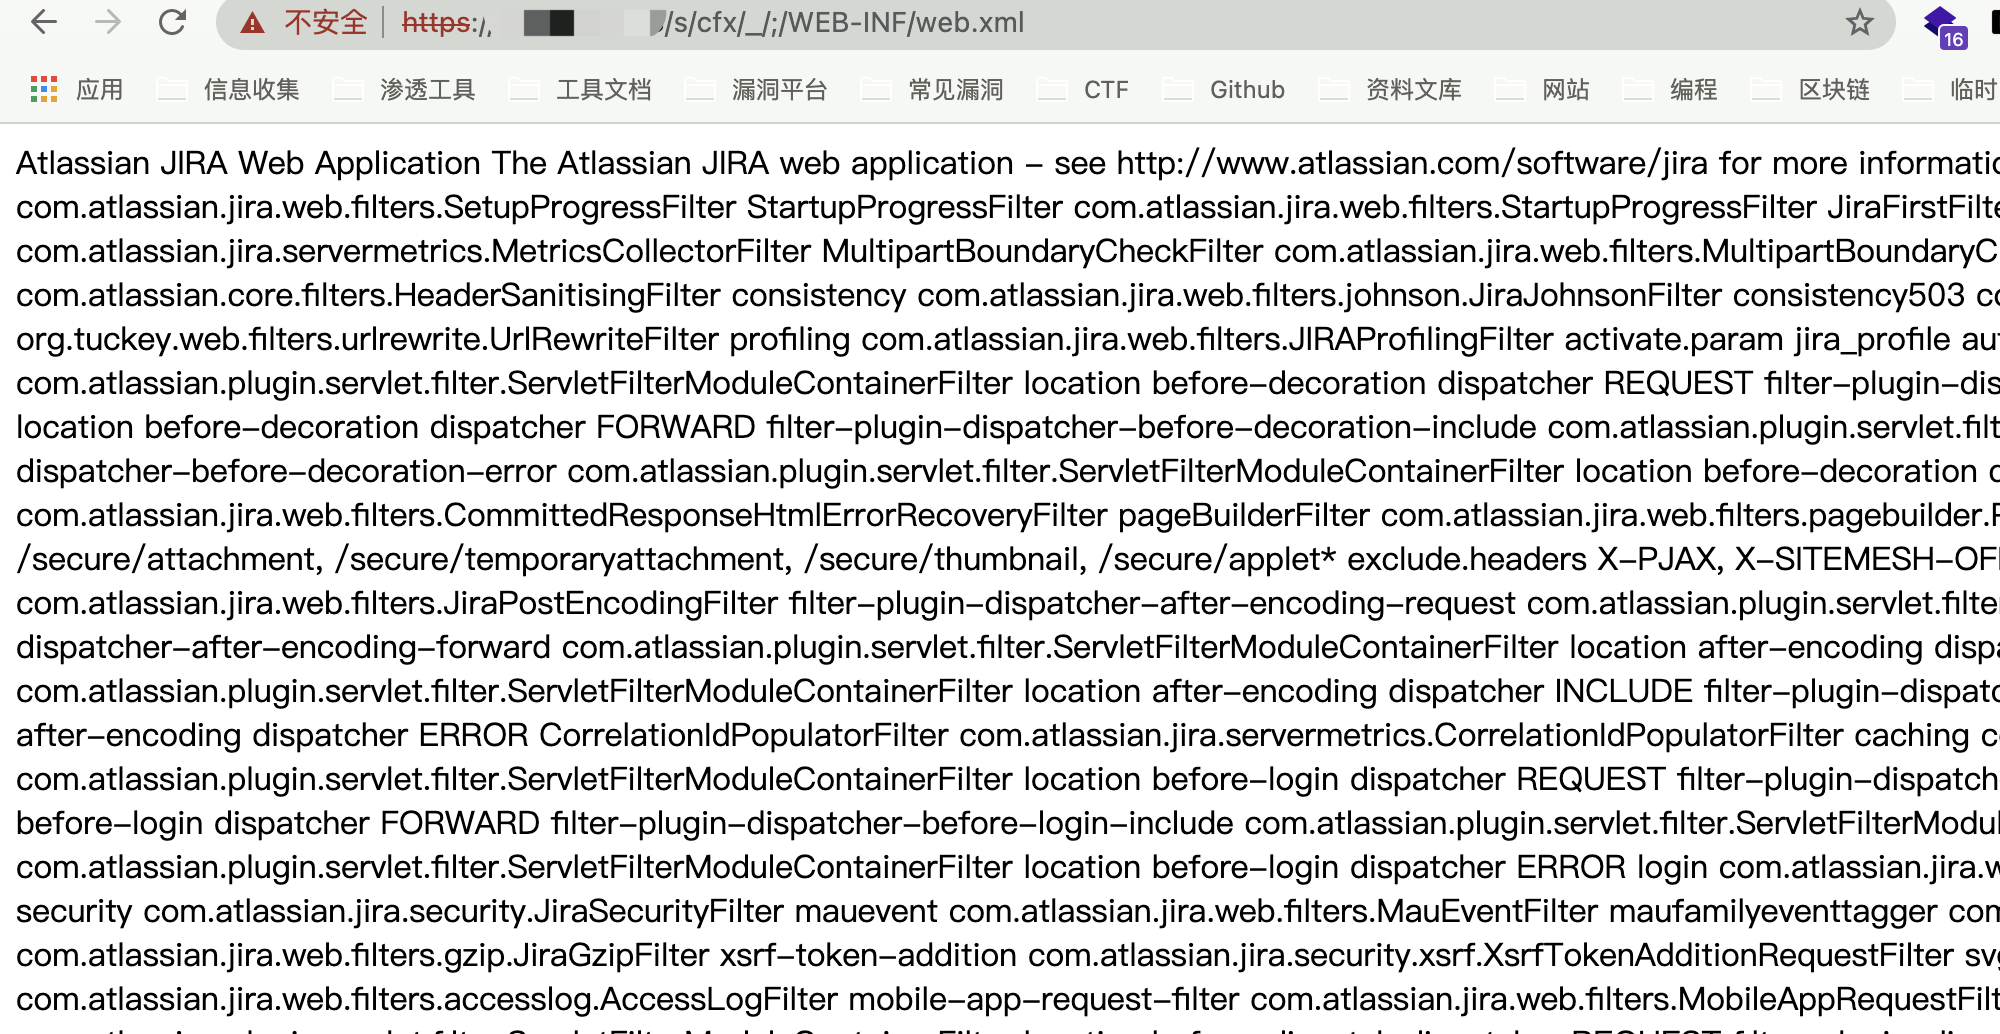 不安全 https:/ /s/cfx/_/;/WEB-INF/web.xml
16
应用 信息收集 渗透工具 工具文档 漏洞平台 常见漏洞 CTF Github 资料文库 网站 编程 区块链 临时
Atlassian JIRA Web Application The Atlassian JIRA web application – see http://www.atlassian.com/software/jira for more informatio
com.atlassian.jira.web.filters.SetupProgressFilter StartupProgressFilter com.atlassian.jira.web.filters.StartupProgressFilter JiraFirstFilte
com.atlassian.jira.servermetrics.MetricsCollectorFilter MultipartBoundaryCheckFilter com.atlassian.jira.web.filters.MultipartBoundaryC
com.atlassian.core.filters.HeaderSanitisingFilter consistency com.atlassian.jira.web.filters.johnson.JiraJohnsonFilter consistency503 co
org.tuckey.web.filters.urlrewrite.UrlRewriteFilter profiling com.atlassian.jira.web.filters.JIRAProfilingFilter activate.param jira_profile au
com.atlassian.plugin.servlet.filter.ServletFilterModuleContainerFilter location before-decoration dispatcher REQUEST filter-plugin-dis
location before-decoration dispatcher FORWARD filter-plugin-dispatcher-before-decoration-include com.atlassian.plugin.servlet.filt
dispatcher-before-decoration-error com.atlassian.plugin.servlet.filter.ServletFilterModuleContainerFilter location before-decoration d
com.atlassian.jira.web.filters.CommittedResponseHtmlErrorRecoveryFilter pageBuilderFilter com.atlassian.jira.web.filters.pagebuilder.P
/secure/attachment, /secure/temporaryattachment, /secure/thumbnail, /secure/applet* exclude.headers X-PJAX, X-SITEMESH-OF
com.atlassian.jira.web.filters.JiraPostEncodingFilter filter-plugin-dispatcher-after-encoding-request com.atlassian.plugin.servlet.filte
dispatcher-after-encoding-forward com.atlassian.plugin.servlet.filter.ServletFilterModuleContainerFilter location after-encoding dispa
com.atlassian.plugin.servlet.filter.ServletFilterModuleContainerFilter location after-encoding dispatcher INCLUDE filter-plugin-dispatc
after-encoding dispatcher ERROR CorrelationIdPopulatorFilter com.atlassian.jira.servermetrics.CorrelationIdPopulatorFilter caching c
com.atlassian.plugin.servlet.filter.ServletFilterModuleContainerFilter location before-login dispatcher REQUEST filter-plugin-dispatch
before-login dispatcher FORWARD filter-plugin-dispatcher-before-login-include com.atlassian.plugin.servlet.filter.ServletFilterModul
com.atlassian.plugin.servlet.filter.ServletFilterModuleContainerFilter location before-login dispatcher ERROR login com.atlassian.jira.w
security com.atlassian.jira.security.JiraSecurityFilter mauevent com.atlassian.jira.web.filters.MauEventFilter maufamilyeventtagger com
com.atlassian.jira.web.filters.gzip.JiraGzipFilter xsrf-token-addition com.atlassian.jira.security.xsrf.XsrfTokenAdditionRequestFilter svg
com.atlassian.jira.web.filters.accesslog.AccessLogFilter mobile-app-request-filter com.atlassian.jira.web.filters.MobileAppRequestFilt